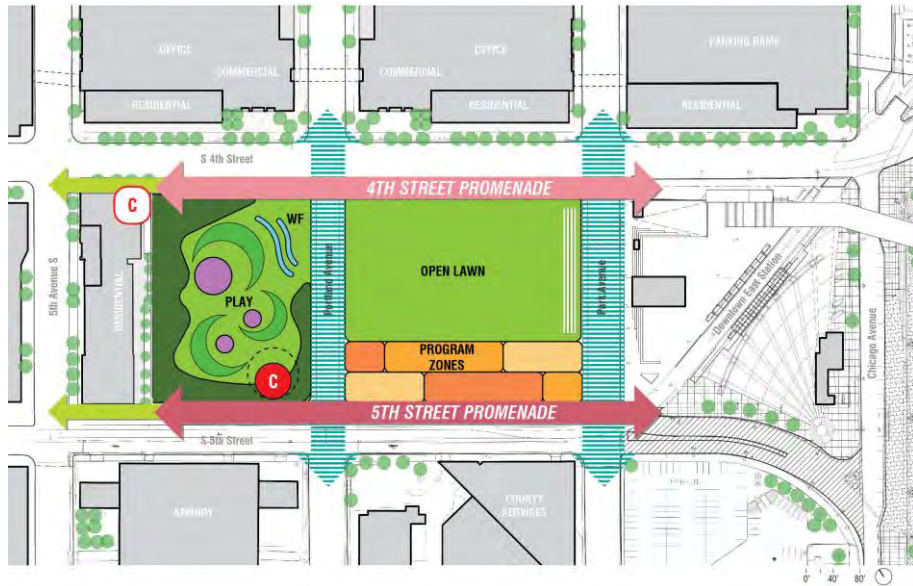 OFFICE
OFFICE
PARKING RAMP
COMMERCIAL
COMMERCIAL
RESIDENTIAL
RESIDENTIAL
RESIDENTIAL
S 4th Street
4TH STREET PROMENADE
C
WF
5th Avenue S
RESIDENTIAL
PLAY
Portland Avenue
OPEN LAWN
Park Avenue
Downtown East Station
Chicago Avenue
PROGRAM
ZONES
C
5TH STREET PROMENADE
S 5th Street
ARMORY
COUNTY
SERVICES
0' 40' 80'